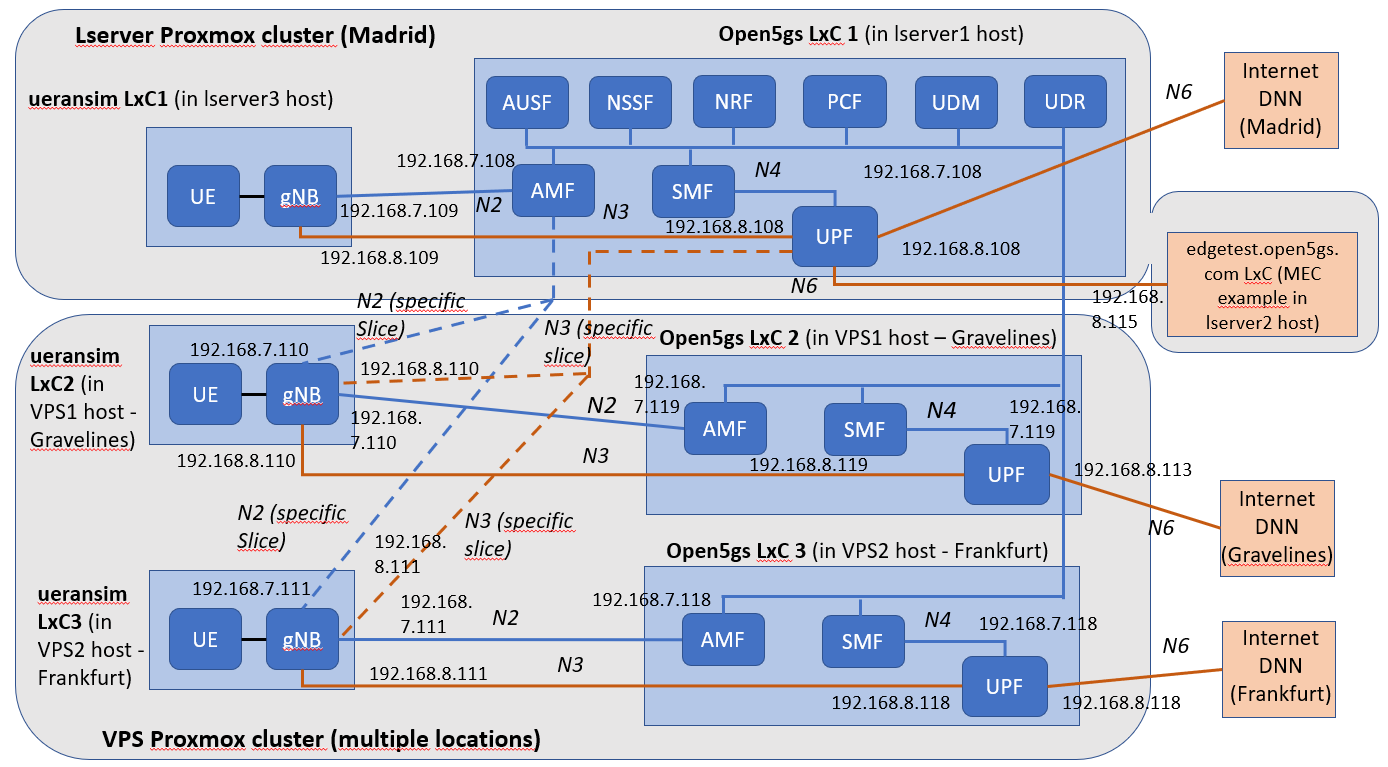 Lserver Proxmox cluster (Madrid)
Open5gs LxC 1 (in lserver1 host)
ueransim LxC1 (in lserver3 host)
AUSF
NSSF
NRF
PCF
UDM
UDR
N6
Internet
DNN
(Madrid)
192.168.7.108
UE
gNB
AMF
SMF
N4
192.168.7.108
192.168.7.109
N2
N3
192.168.8.108
UPF
192.168.8.108
192.168.8.109
N6
edgetest.open5gs.
com LxC (MEC
example in
lserver2 host)
192.168.
8.115
N2 (specific
Slice)
N3 (specific
slice)
Open5gs LxC 2 (in VPS1 host – Gravelines)
ueransim
LxC2 (in
VPS1 host -
Gravelines)
192.168.7.110
192.168.8.110
UE
gNB
192.168.
7.110
192.168.8.110
N2
N3
192.168.
7.119
AMF
SMF
N4
192.168.
7.119
192.168.8.119
UPF
192.168.8.113
N6
Internet
DNN
(Gravelines)
N2 (specific
Slice)
N3 (specific
slice)
192.168.
8.111
Open5gs LxC 3 (in VPS2 host - Frankfurt)
ueransim
LxC3 (in
VPS2 host -
Frankfurt)
192.168.7.111
UE
gNB
192.168.
7.111
N2
192.168.8.111
N3
192.168.7.118
AMF
SMF
N4
192.168.7.118
UPF
192.168.8.118
192.168.8.118
N6
Internet
DNN
(Frankfurt)
VPS Proxmox cluster (multiple locations)